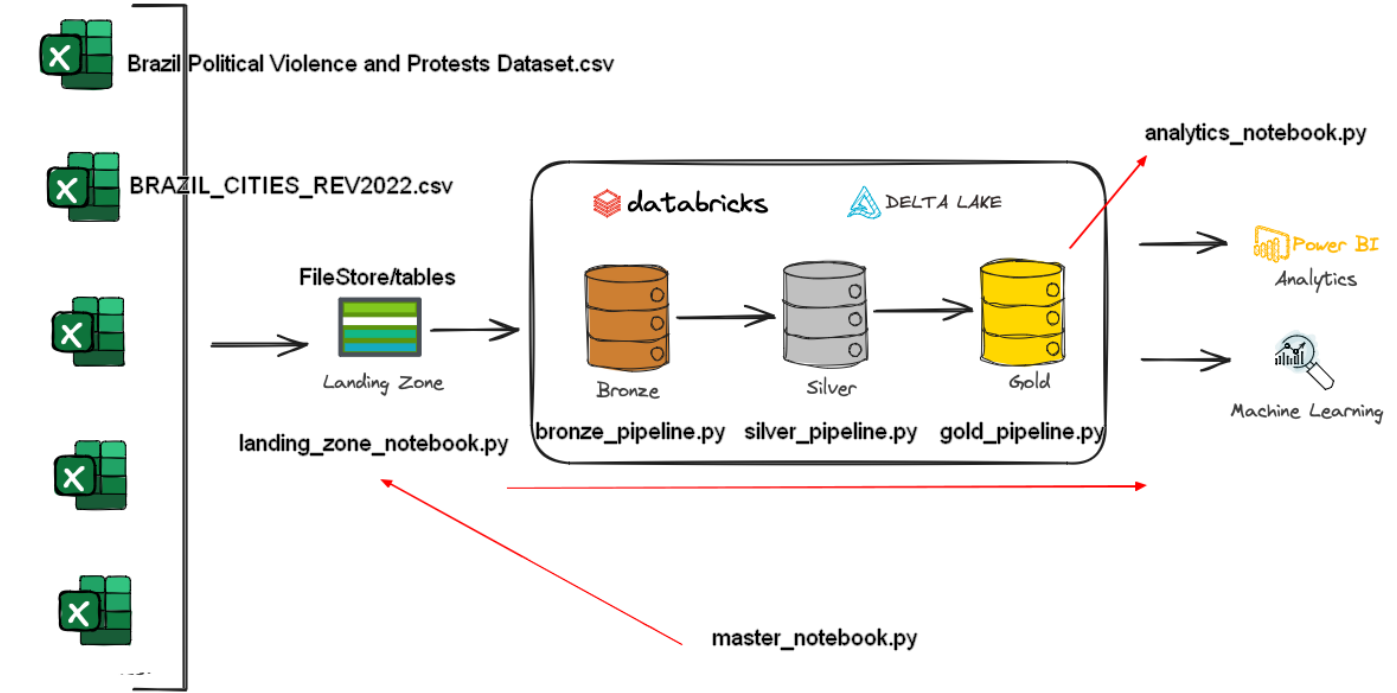 Brazil Political Violence and Protests Dataset.csv
analytics_notebook.py
BRAZIL_CITIES_REV2022.csv
databricks
DELTA LAKE
Power BI
Analytics
FileStore/tables
Landing Zone
Bronze
Silver
Gold
Machine Learning
landing_zone_notebook.py
bronze_pipeline.py
silver_pipeline.py
gold_pipeline.py
master_notebook.py